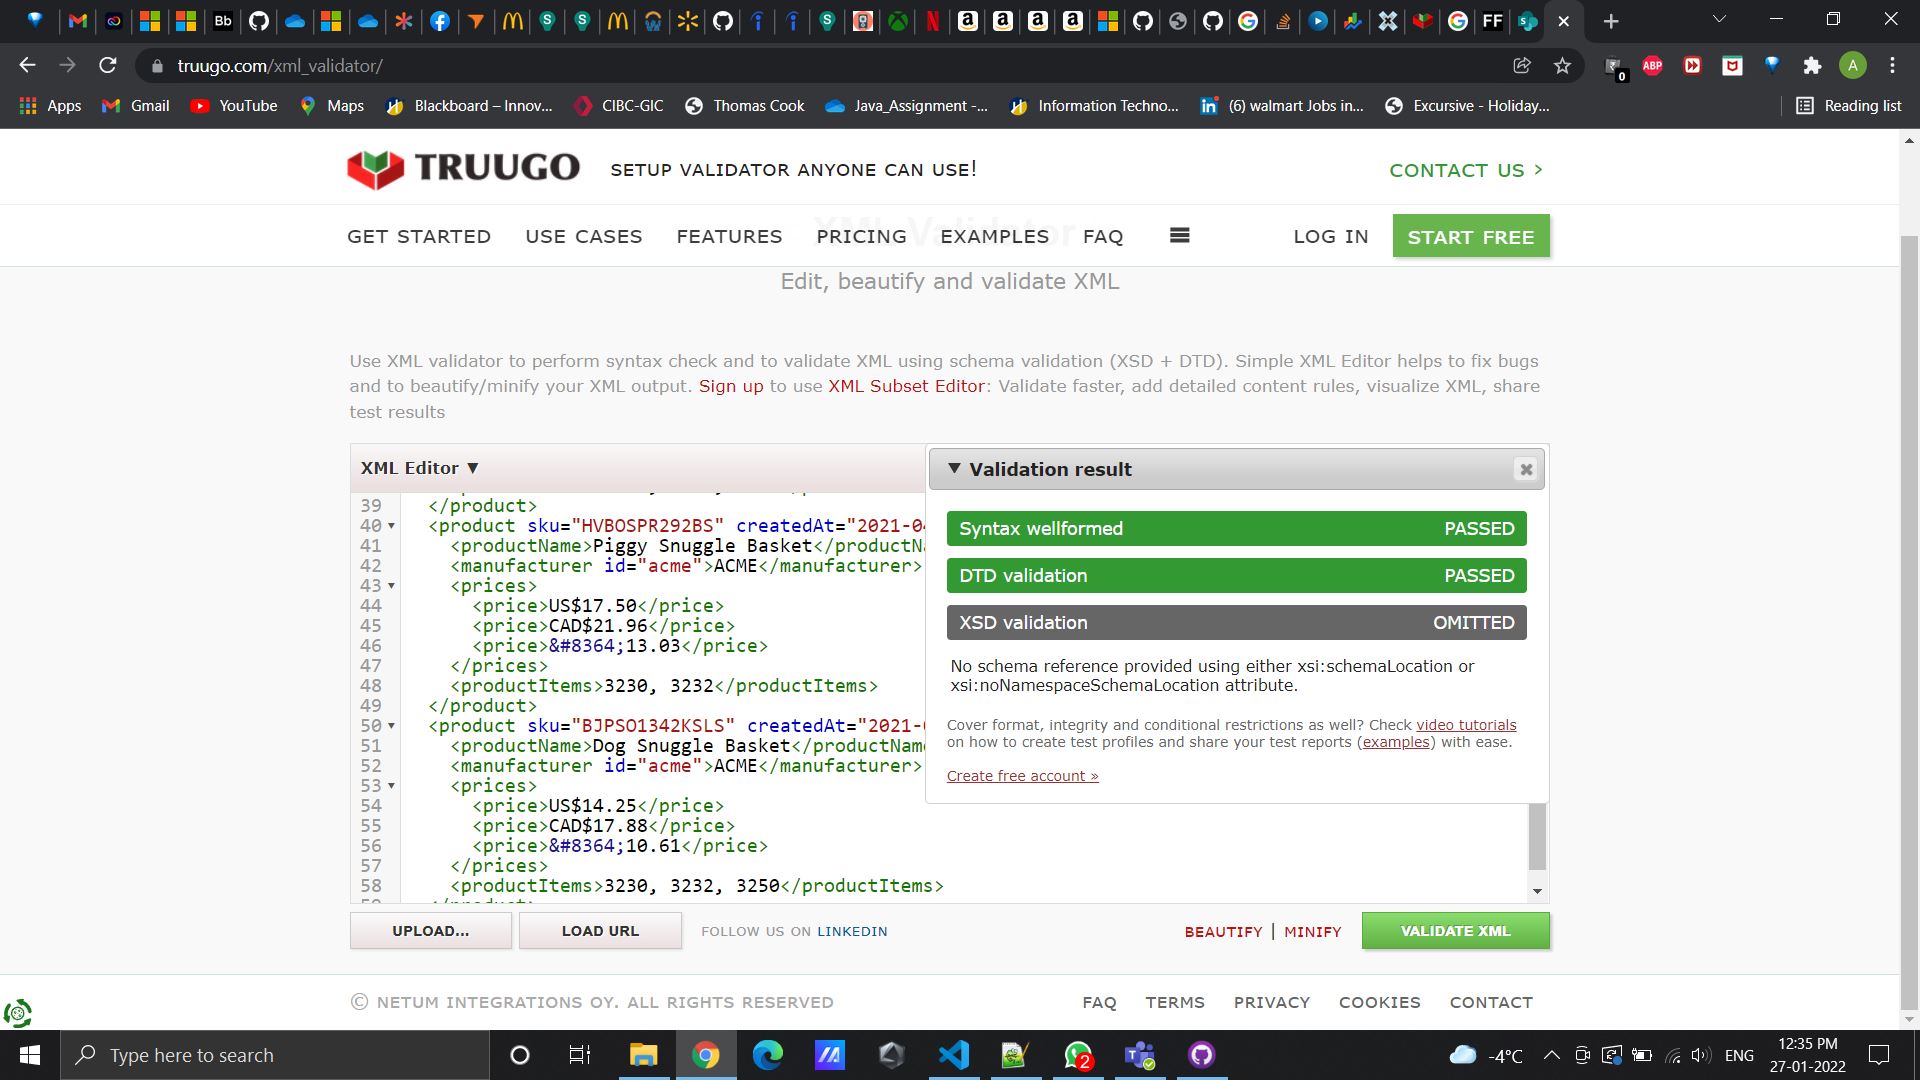 Bb
FF
truugo.com/xml_validator/
0
ABP
A
Apps
Gmail
YouTube
Maps
Blackboard – Innov...
CIBC-GIC
Thomas Cook
Java_Assignment -...
Information Techno...
(6) walmart Jobs in...
Excursive - Holiday...
Reading list
TRUUGO
SETUP VALIDATOR ANYONE CAN USE!
CONTACT US >
XML Validator
GET STARTED
USE CASES
FEATURES
PRICING
EXAMPLES
FAQ
LOG IN
START FREE
Edit, beautify and validate XML
Use XML validator to perform syntax check and to validate XML using schema validation (XSD + DTD). Simple XML Editor helps to fix bugs
and to beautify/minify your XML output. Sign up to use XML Subset Editor: Validate faster, add detailed content rules, visualize XML, share
test results
XML Editor ▼
39 </product>
40 <product sku="HVBOSPR292BS" createdAt="2021-04
41 <productName>Piggy Snuggle Basket</productNa
42 <manufacturer id="acme">ACME</manufacturer>
43 <prices>
44 <price>US$17.50</price>
45 <price>CAD$21.96</price>
46 <price>&#8364;13.03</price>
47 </prices>
48 <productItems>3230, 3232</productItems>
49 </product>
50 <product sku="BJPSO1342KSLS" createdAt="2021-
51 <productName>Dog Snuggle Basket</productName
52 <manufacturer id="acme">ACME</manufacturer>
53 <prices>
54 <price>US$14.25</price>
55 <price>CAD$17.88</price>
56 <price>&#8364;10.61</price>
57 </prices>
58 <productItems>3230, 3232, 3250</productItems>
▼ Validation result
Syntax wellformed PASSED
DTD validation PASSED
XSD validation OMITTED
No schema reference provided using either xsi:schemaLocation or
xsi:noNamespaceSchemaLocation attribute.
Cover format, integrity and conditional restrictions as well? Check video tutorials
on how to create test profiles and share your test reports (examples) with ease.
Create free account »
UPLOAD...
LOAD URL
FOLLOW US ON LINKEDIN
BEAUTIFY | MINIFY
VALIDATE XML
© NETUM INTEGRATIONS OY. ALL RIGHTS RESERVED
FAQ
TERMS
PRIVACY
COOKIES
CONTACT
Type here to search
2
-4°C
ENG
12:35 PM
27-01-2022